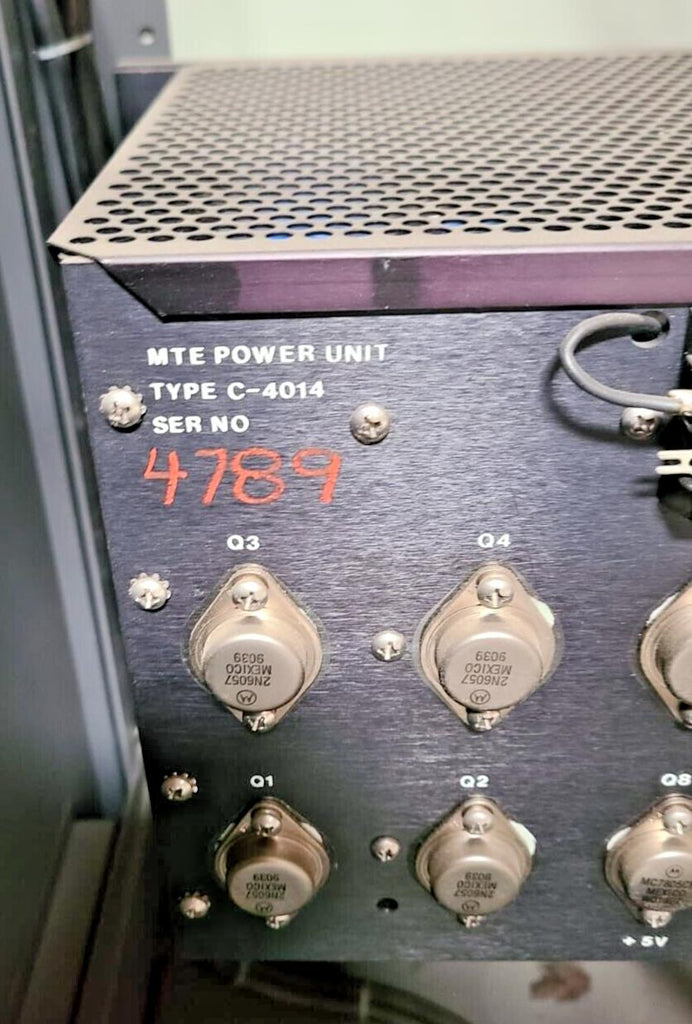 MTE POWER UNIT
TYPE C-4014
SER NO
4789
Q3
Q4
2N6057
MEXICO
9039
2N6057
MEXICO
9039
Q1
Q2
Q8
2N6057
MEXICO
9039
2N6057
MEXICO
9039
MEXICO
+5V